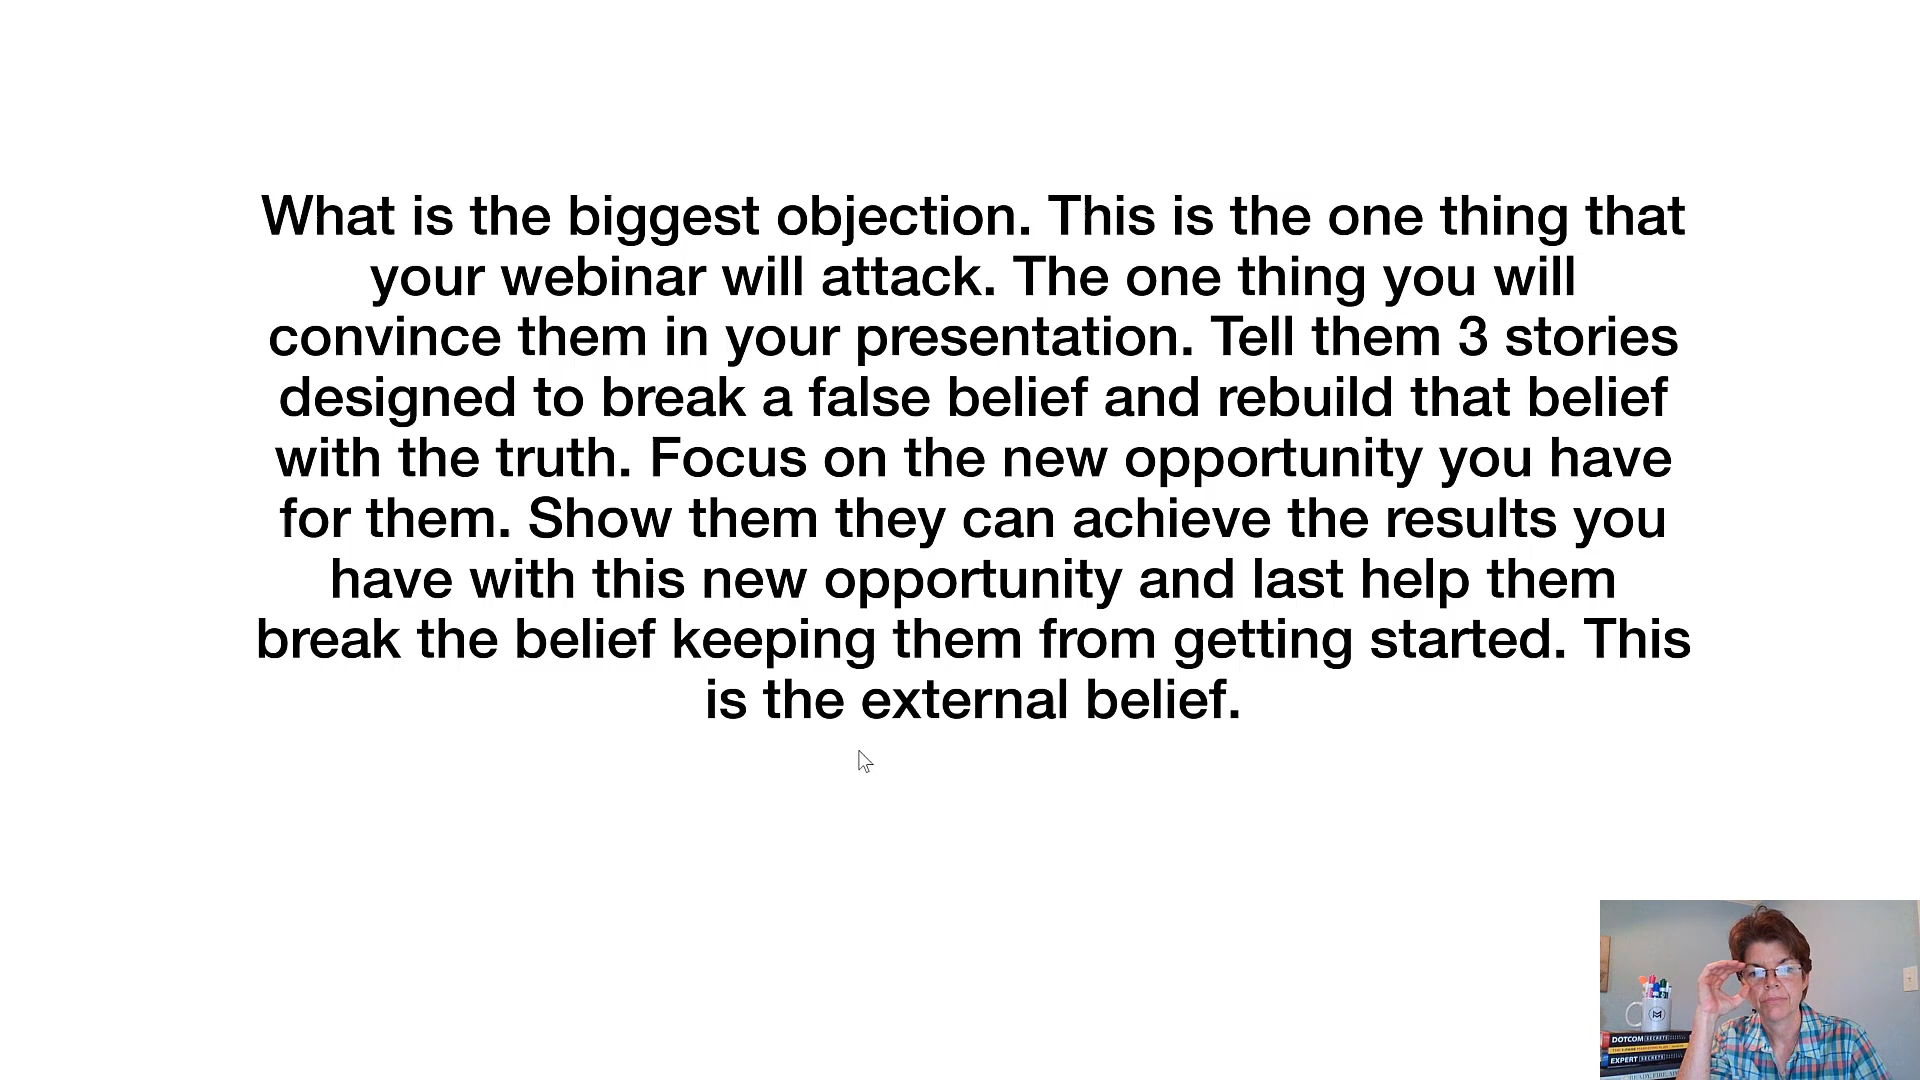 What is the biggest objection. This is the one thing that
your webinar will attack. The one thing you will
convince them in your presentation. Tell them 3 stories
designed to break a false belief and rebuild that belief
with the truth. Focus on the new opportunity you have
for them. Show them they can achieve the results you
have with this new opportunity and last help them
break the belief keeping them from getting started. This
is the external belief.
DOTCOM SECRETS
EXPERT SECRETS